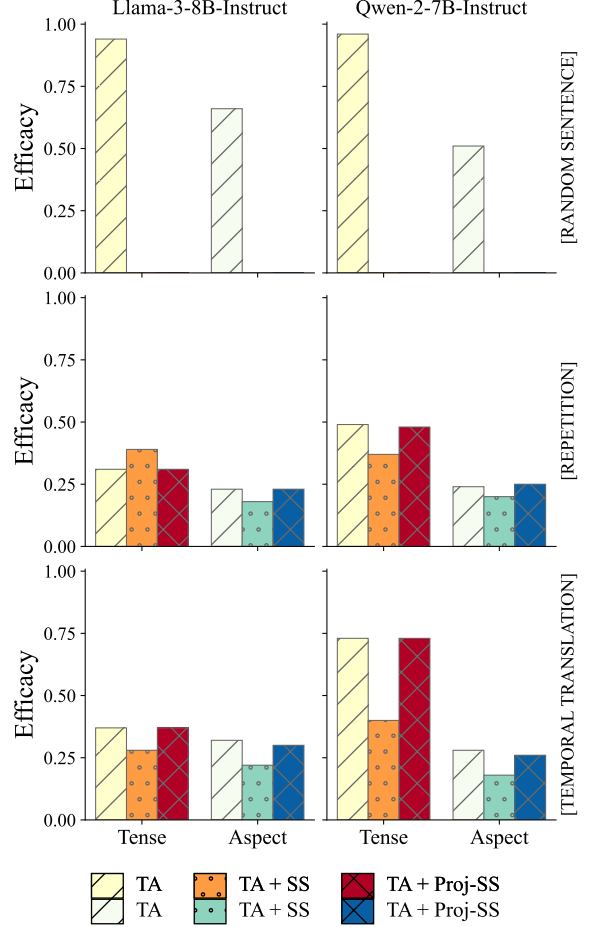 Llama-3-8B-Instruct
Qwen-2-7B-Instruct
1.00
0.75
0.50
0.25
0.00
Efficacy
[RANDOM SENTENCE]
1.00
0.75
0.50
0.25
0.00
Efficacy
[REPETITION]
1.00
0.75
0.50
0.25
0.00
Efficacy
[TEMPORAL TRANSLATION]
Tense Aspect Tense Aspect
TA TA + SS TA + Proj-SS
TA TA + SS TA + Proj-SS